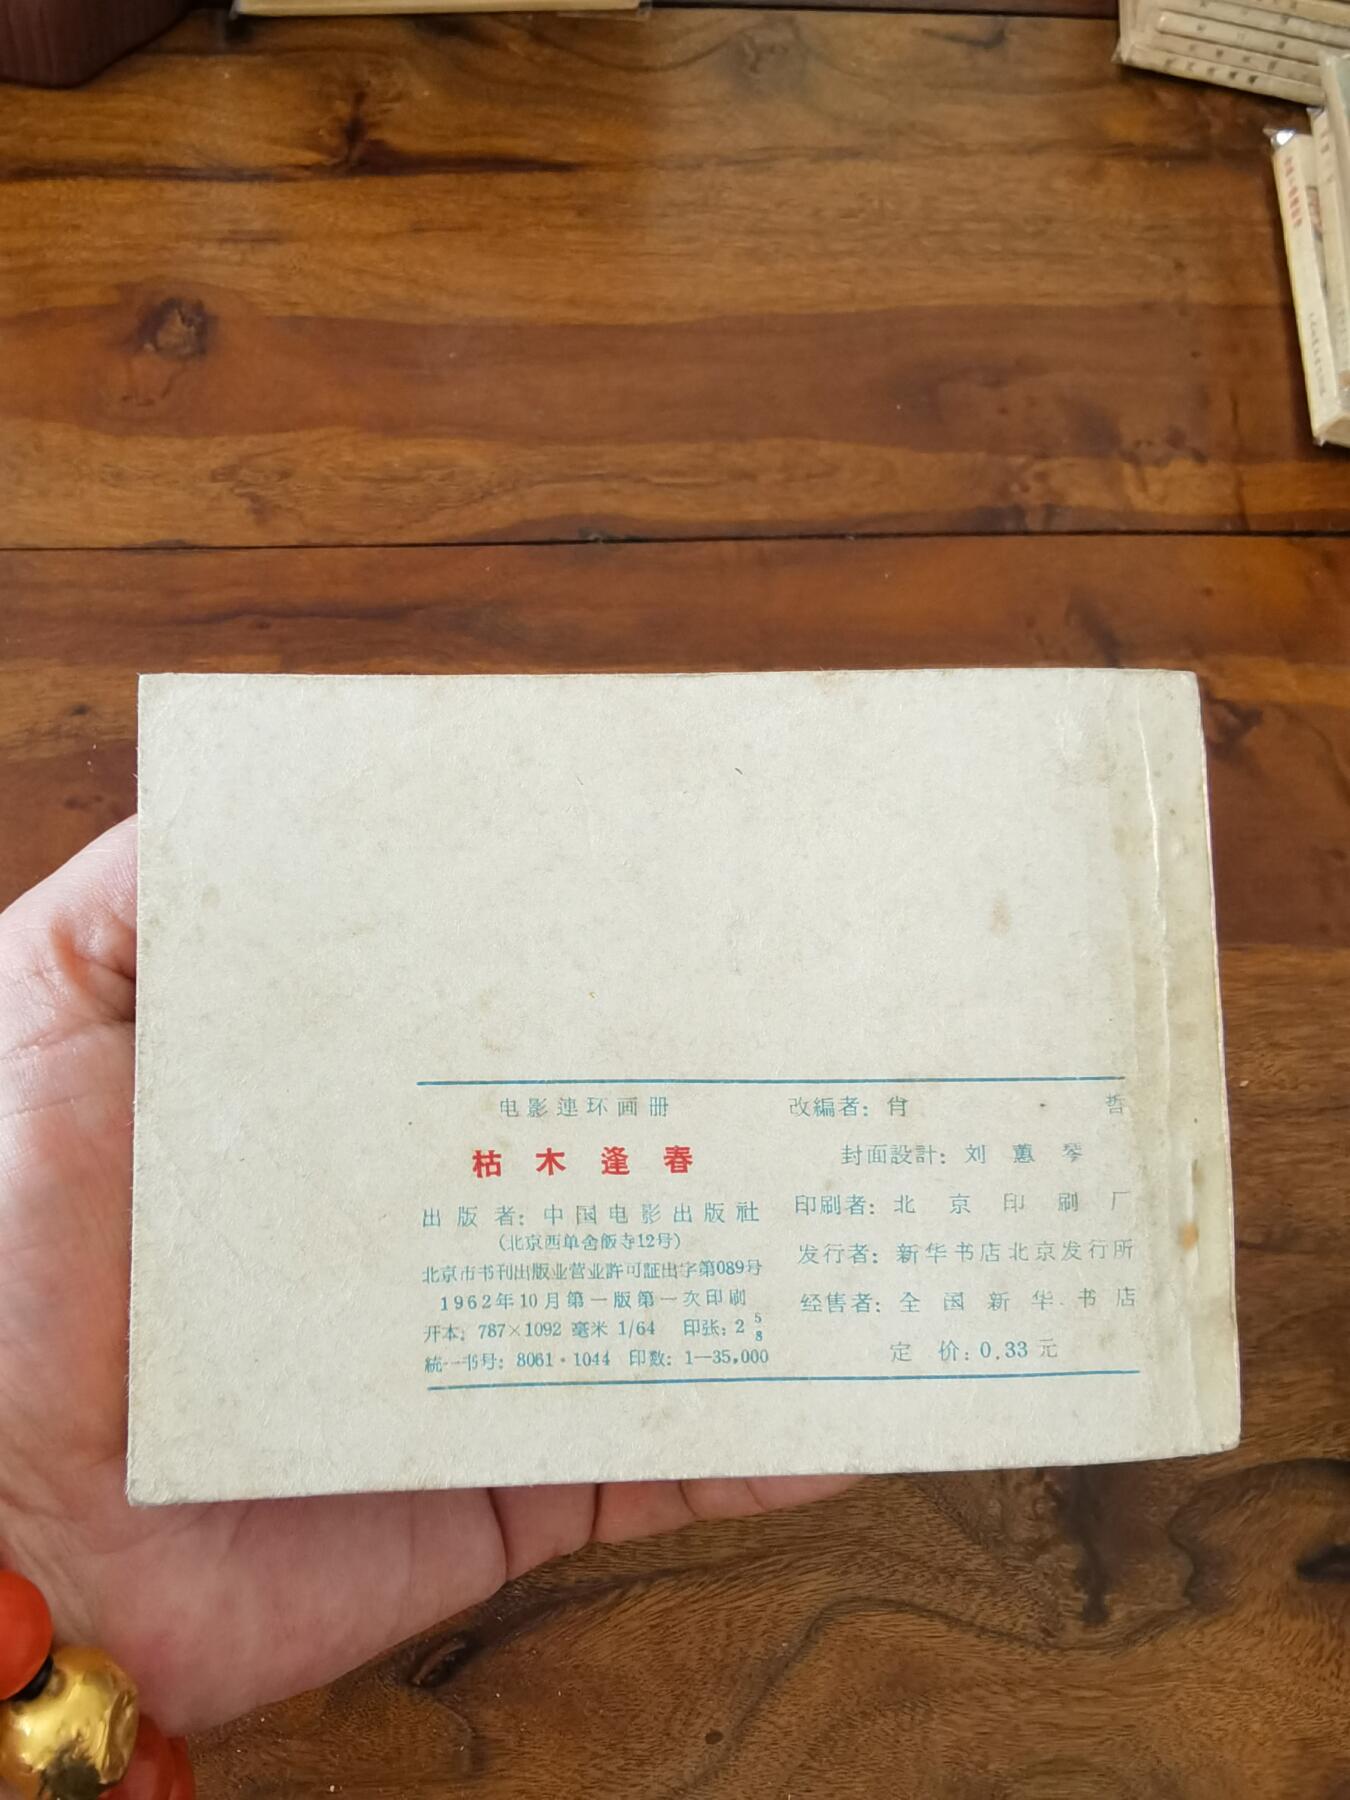 电影連环画册
枯木逢春
出版者：中国电影出版社
（北京西单舍飯寺12号）
北京市书刊出版业营业許可証出字第089号
1962年10月第一版第一次印刷
开本：787×1092 毫米 1/64 印张：2 5/8
統一书号：8061·1044 印数：1—35,000
改編者：肖哲
封面設計：刘蕙琴
印刷者：北京印刷厂
发行者：新华书店北京发行所
经售者：全国新华书店
定价：0.33元